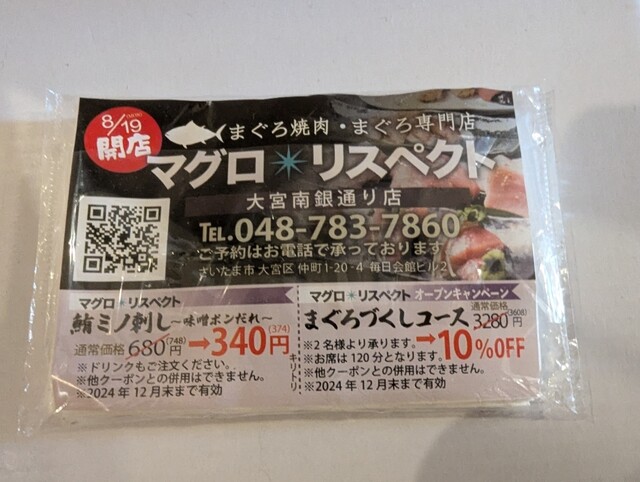 8/19
開店
まぐろ焼肉・まぐろ専門店
マグロ✴リスペクト
大宮南銀通り店
TEL.048-783-7860
ご予約はお電話で承っております
さいたま市大宮区仲町1-20-4 毎日会館ビル2
マグロ✴リスペクト
鮪ミノ刺し〜味噌ポンだれ〜
通常価格680(748)円→340円(374)
※ドリンクもご注文ください。
※他クーポンとの併用はできません。
※2024年12月末まで有効
キリトリ
マグロ✴リスペクト オープンキャンペーン
まぐろづくしコース 通常価格3280円(3608)
※2名様より承ります。→10%OFF
※お席は120分となります。
※他クーポンとの併用はできません。
※2024年12月末まで有効